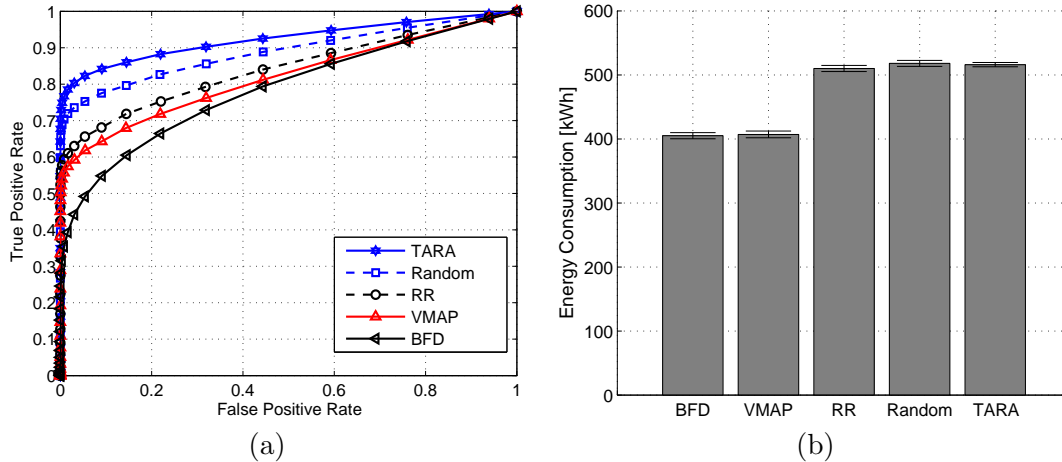 1
0.9
0.8
0.7
0.6
0.5
0.4
0.3
0.2
0.1
0
True Positive Rate
0 0.2 0.4 0.6 0.8 1
False Positive Rate
TARA
Random
RR
VMAP
BFD
(a)
600
500
400
300
200
100
0
Energy Consumption [kWh]
BFD VMAP RR Random TARA
(b)